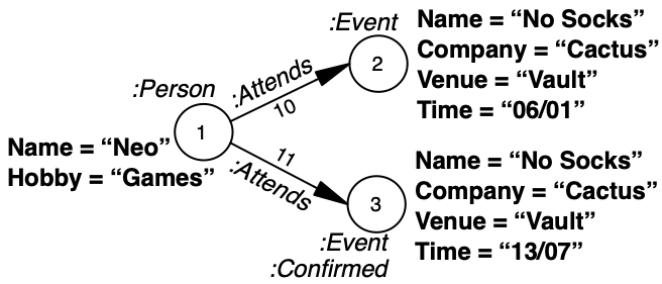 :Event
Name = “No Socks”
Company = “Cactus”
Venue = “Vault”
Time = “06/01”
2
:Attends
10
:Person
1
Name = “Neo”
Hobby = “Games”
11
:Attends
3
:Event
:Confirmed
Name = “No Socks”
Company = “Cactus”
Venue = “Vault”
Time = “13/07”